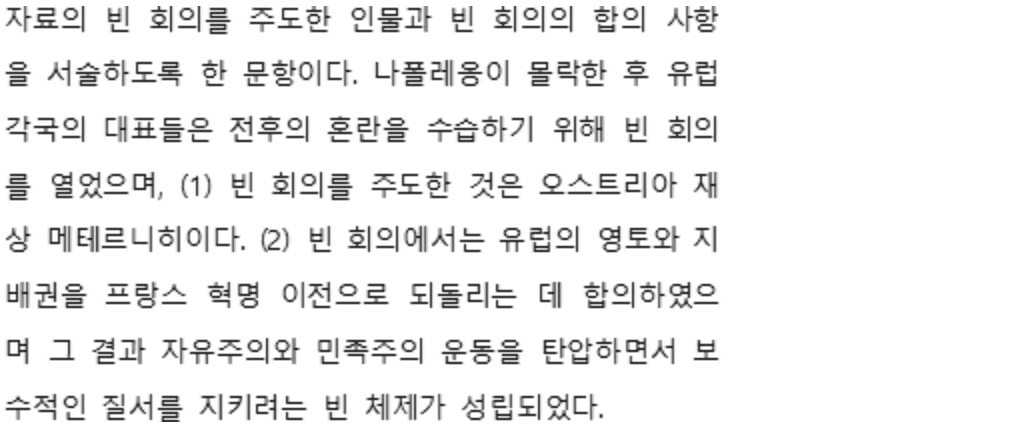 자료의 빈 회의를 주도한 인물과 빈 회의의 합의 사항
을 서술하도록 한 문항이다. 나폴레옹이 몰락한 후 유럽
각국의 대표들은 전후의 혼란을 수습하기 위해 빈 회의
를 열었으며, (1) 빈 회의를 주도한 것은 오스트리아 재
상 메테르니히이다. (2) 빈 회의에서는 유럽의 영토와 지
배권을 프랑스 혁명 이전으로 되돌리는 데 합의하였으
며 그 결과 자유주의와 민족주의 운동을 탄압하면서 보
수적인 질서를 지키려는 빈 체제가 성립되었다.